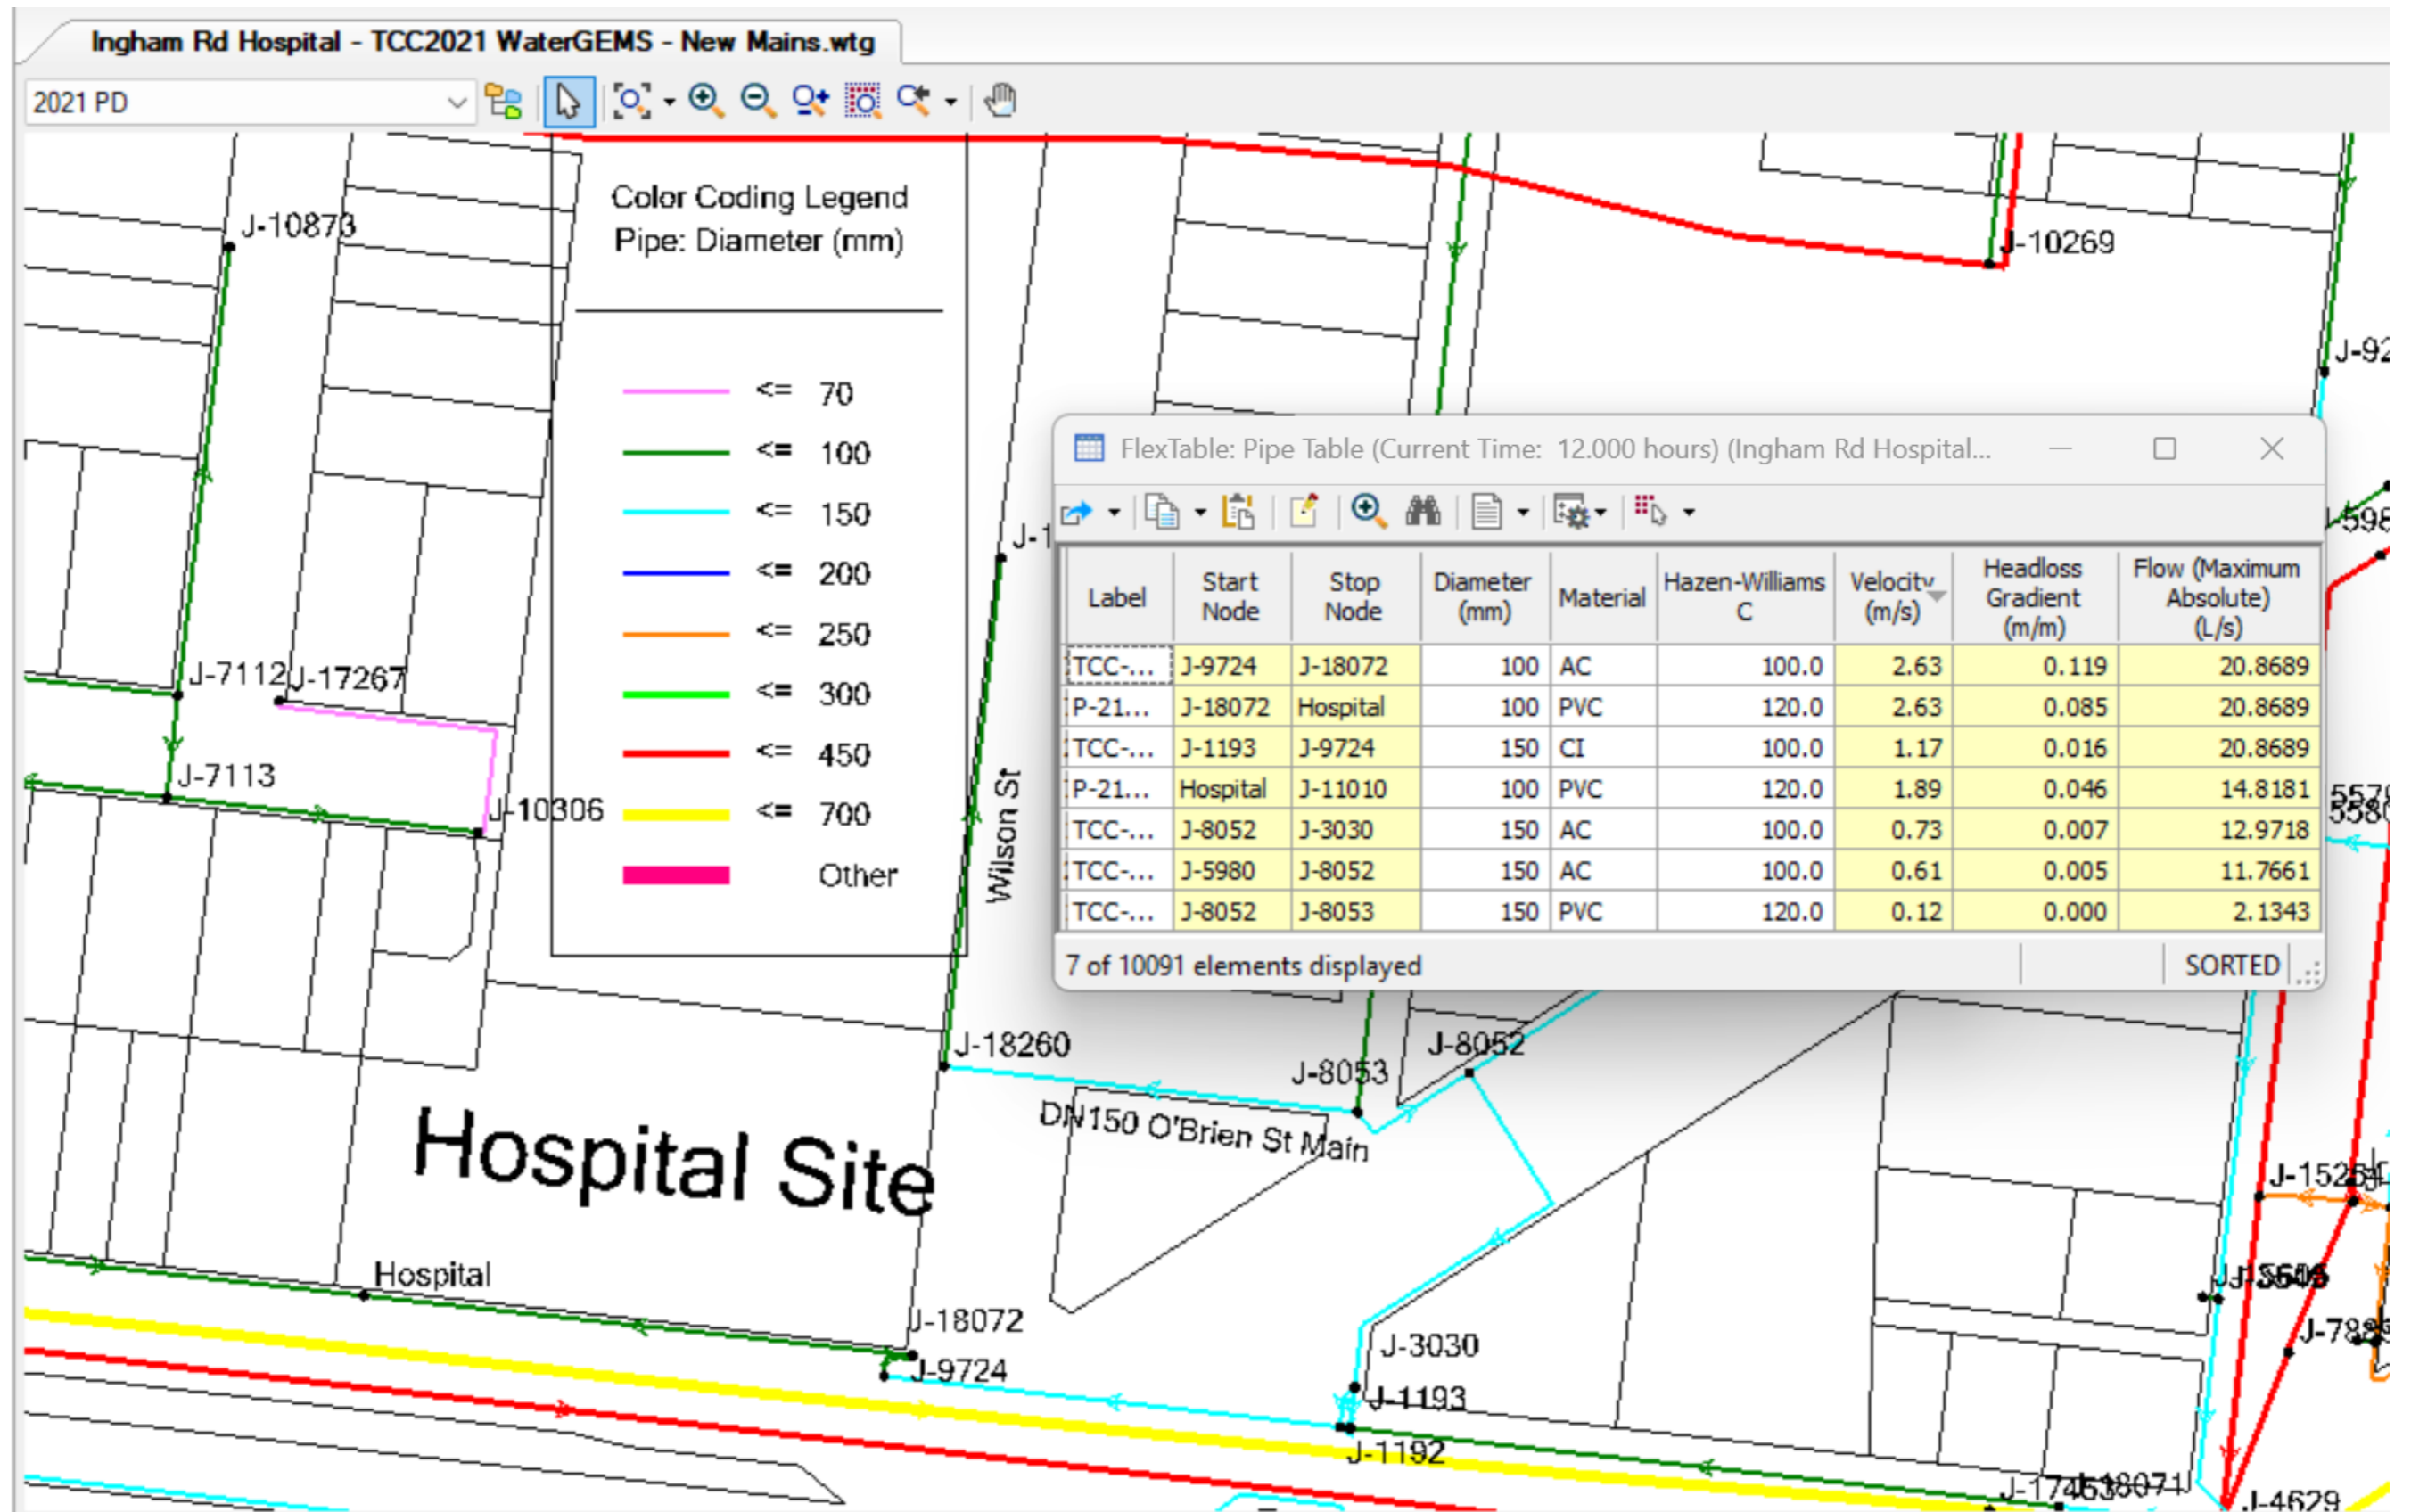 Ingham Rd Hospital - TCC2021 WaterGEMS - New Mains.wtg
2021 PD
Color Coding Legend
Pipe: Diameter (mm)
<= 70
<= 100
<= 150
<= 200
<= 250
<= 300
<= 450
<= 700
Other
J-10873
J-10269
J-92
J-1
J-598
J-7112
J-17267
J-7113
J-10306
Wilson St
FlexTable: Pipe Table (Current Time: 12.000 hours) (Ingham Rd Hospital...
Label Start Node Stop Node Diameter (mm) Material Hazen-Williams C Velocity (m/s) Headloss Gradient (m/m) Flow (Maximum Absolute) (L/s)
TCC-... J-9724 J-18072 100 AC 100.0 2.63 0.119 20.8689
P-21... J-18072 Hospital 100 PVC 120.0 2.63 0.085 20.8689
TCC-... J-1193 J-9724 150 CI 100.0 1.17 0.016 20.8689
P-21... Hospital J-11010 100 PVC 120.0 1.89 0.046 14.8181
TCC-... J-8052 J-3030 150 AC 100.0 0.73 0.007 12.9718
TCC-... J-5980 J-8052 150 AC 100.0 0.61 0.005 11.7661
TCC-... J-8052 J-8053 150 PVC 120.0 0.12 0.000 2.1343
7 of 10091 elements displayed
SORTED
557
558
J-18260
J-8053
J-8052
DN150 O'Brien St Main
Hospital Site
J-15254
Hospital
J-18072
J-9724
J-3030
J-1193
J-1192
J-788
J-17453
J-18071
J-4629